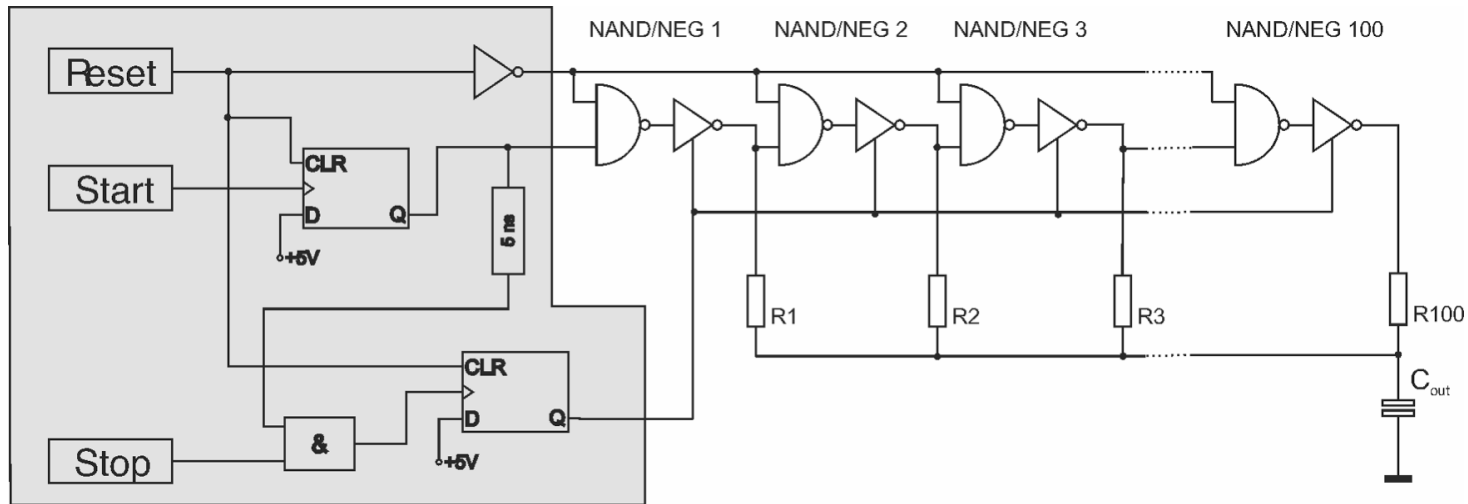 NAND/NEG 1 NAND/NEG 2 NAND/NEG 3 NAND/NEG 100
Reset
CLR
Start
D Q
+5V
5 ns
R1 R2 R3 R100
CLR
C out
D Q
&
Stop
+5V